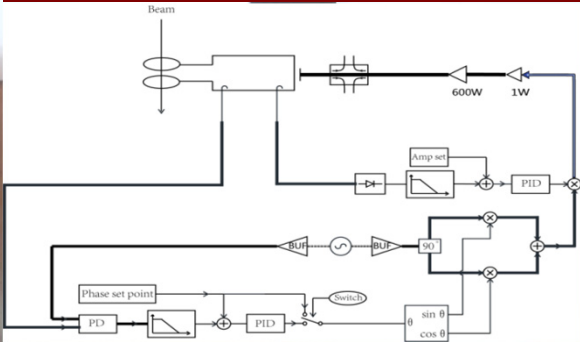 Beam
600W
1W
Amp set
PID
BUF
BUF
90°
Phase set point
Switch
PD
PID
θ
sin θ
cos θ